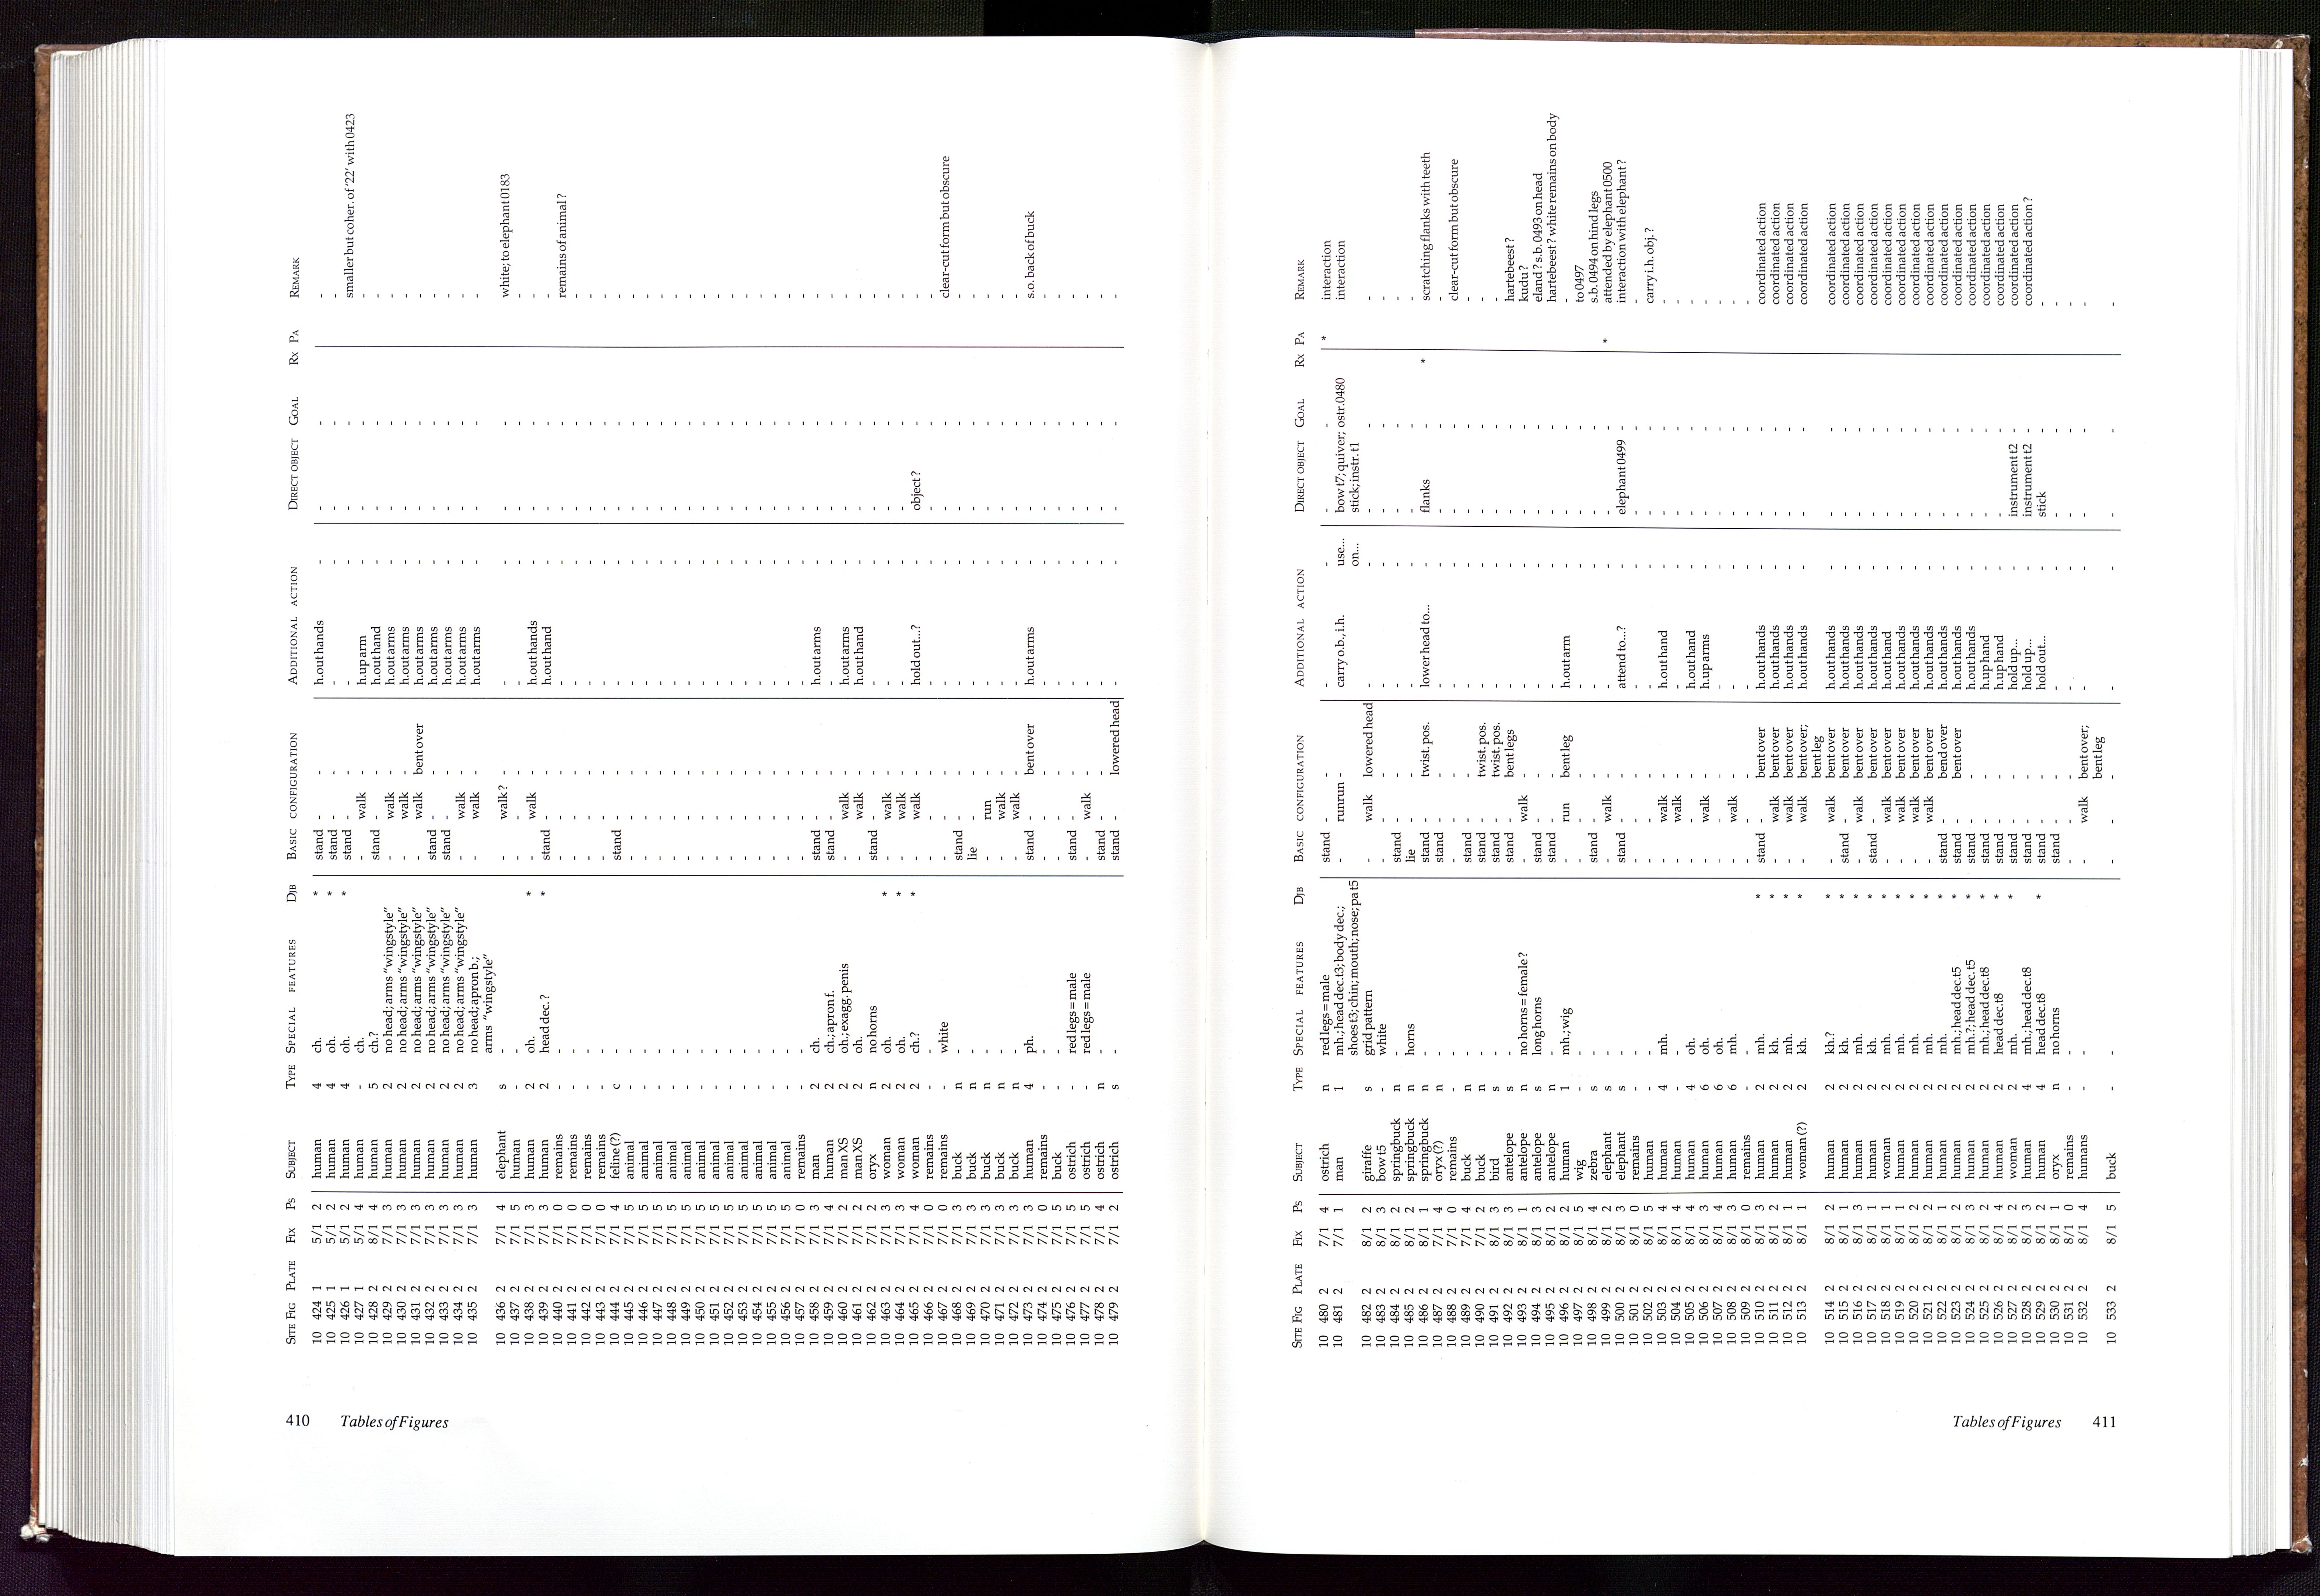 410 Tables of Figures
SITE FIG PLATE FIX PS SUBJECT TYPE SPECIAL FEATURES DJB BASIC CONFIGURATION ADDITIONAL ACTION DIRECT OBJECT GOAL RX PA REMARK
10 424 1 5/1 2 human 4 ch. * stand - - h.out hands - - - -
10 425 1 5/1 2 human 4 oh. * stand - - - - - - -
10 426 1 5/1 2 human 4 oh. * stand - - - - - - smaller but coher. of '22' with 0423
10 427 1 5/1 4 human - ch. - walk - h.up arm - - - -
10 428 2 8/1 4 human 5 ch.? stand - - h.out hand - - - -
10 429 2 7/1 3 human 2 no head; arms "wingstyle" - walk - h.out arms - - - -
10 430 2 7/1 3 human 2 no head; arms "wingstyle" - walk - h.out arms - - - -
10 431 2 7/1 3 human 2 no head; arms "wingstyle" - walk bent over h.out arms - - - -
10 432 2 7/1 3 human 2 no head; arms "wingstyle" stand - - h.out arms - - - -
10 433 2 7/1 3 human 2 no head; arms "wingstyle" stand - - h.out arms - - - -
10 434 2 7/1 3 human 2 no head; arms "wingstyle" - walk - h.out arms - - - -
10 435 2 7/1 3 human 3 no head; apron b.; - walk - h.out arms - - - -
arms "wingstyle"
10 436 2 7/1 4 elephant s - - walk? - - - - - white; to elephant 0183
10 437 2 7/1 5 human - - - - - - - - - -
10 438 2 7/1 3 human 2 oh. * - walk - h.out hands - - - -
10 439 2 7/1 3 human 2 head dec.? * stand - - h.out hand - - - -
10 440 2 7/1 0 remains - - - - - - - - - remains of animal?
10 441 2 7/1 0 remains - - - - - - - - - -
10 442 2 7/1 0 remains - - - - - - - - - -
10 443 2 7/1 0 remains - - - - - - - - - -
10 444 2 7/1 4 feline (?) c - stand - - - - - - -
10 445 2 7/1 5 animal - - - - - - - - - -
10 446 2 7/1 5 animal - - - - - - - - - -
10 447 2 7/1 5 animal - - - - - - - - - -
10 448 2 7/1 5 animal - - - - - - - - - -
10 449 2 7/1 5 animal - - - - - - - - - -
10 450 2 7/1 5 animal - - - - - - - - - -
10 451 2 7/1 5 animal - - - - - - - - - -
10 452 2 7/1 5 animal - - - - - - - - - -
10 453 2 7/1 5 animal - - - - - - - - - -
10 454 2 7/1 5 animal - - - - - - - - - -
10 455 2 7/1 5 animal - - - - - - - - - -
10 456 2 7/1 5 animal - - - - - - - - - -
10 457 2 7/1 0 remains - - - - - - - - - -
10 458 2 7/1 3 man 2 ch. stand - - h.out arms - - - -
10 459 2 7/1 4 human 2 ch.; apron f. stand - - - - - - -
10 460 2 7/1 2 man XS 2 oh.; exagg. penis - walk - h.out arms - - - -
10 461 2 7/1 2 man XS 2 oh. - walk - h.out hand - - - -
10 462 2 7/1 2 oryx n no horns stand - - - - - - -
10 463 2 7/1 3 woman 2 oh. * - walk - - - - - -
10 464 2 7/1 3 woman 2 oh. * - walk - - - - - -
10 465 2 7/1 4 woman 2 ch.? * - walk - hold out...? - object? - -
10 466 2 7/1 0 remains - - - - - - - - - -
10 467 2 7/1 0 remains - white - - - - - - - clear-cut form but obscure
10 468 2 7/1 3 buck n - stand - - - - - - -
10 469 2 7/1 3 buck n - lie - - - - - - -
10 470 2 7/1 3 buck n - - run - - - - - -
10 471 2 7/1 3 buck n - - walk - - - - - -
10 472 2 7/1 3 buck n - - walk - - - - - -
10 473 2 7/1 3 human 4 ph. stand - bent over h.out arms - - - s.o. back of buck
10 474 2 7/1 0 remains - - - - - - - - - -
10 475 2 7/1 5 buck - - - - - - - - - -
10 476 2 7/1 5 ostrich - red legs = male stand - - - - - - -
10 477 2 7/1 5 ostrich - red legs = male - walk - - - - - -
10 478 2 7/1 4 ostrich n - stand - - - - - - -
10 479 2 7/1 2 ostrich s - stand - lowered head - - - - -
Tables of Figures 411
SITE FIG PLATE FIX PS SUBJECT TYPE SPECIAL FEATURES DJB BASIC CONFIGURATION ADDITIONAL ACTION DIRECT OBJECT GOAL RX PA REMARK
10 480 2 7/1 4 ostrich n red legs = male stand - - - - - - * interaction
10 481 2 7/1 1 man 1 mh.; head dec. t3; body dec.; - runrun - carry o.b., i.h. use... bow t7; quiver; ostr.0480 interaction
shoes t3; chin; mouth; nose; pa t5 on... stick; instr. t1
10 482 2 8/1 2 giraffe s grid pattern - walk lowered head - - - - -
10 483 2 8/1 3 bow t5 - white - - - - - - - -
10 484 2 8/1 2 springbuck n - stand - - - - - - -
10 485 2 8/1 2 springbuck n horns lie - - - - - - -
10 486 2 8/1 1 springbuck n - stand - twist. pos. lower head to... - flanks - * scratching flanks with teeth
10 487 2 7/1 4 oryx (?) n - stand - - - - - - -
10 488 2 7/1 0 remains - - - - - - - - - clear-cut form but obscure
10 489 2 7/1 4 buck n - stand - - - - - - -
10 490 2 7/1 2 buck n - stand - twist. pos. - - - - -
10 491 2 8/1 3 bird s - stand - twist. pos. - - - - -
10 492 2 8/1 3 antelope s - stand - bent legs - - - - hartebeest?
10 493 2 8/1 1 antelope n no horns = female? - walk - - - - - kudu?
10 494 2 8/1 3 antelope s long horns stand - - - - - - eland? s.b. 0493 on head
10 495 2 8/1 2 antelope n - stand - - - - - - hartebeest? white remains on body
10 496 2 8/1 2 human 1 mh.; wig - run bent leg h.out arm - - - -
10 497 2 8/1 5 wig - - - - - - - - - to 0497
10 498 2 8/1 4 zebra s - stand - - - - - - s.b. 0494 on hind legs
10 499 2 8/1 2 elephant s - - walk - - - - - * attended by elephant 0500
10 500 2 8/1 3 elephant s - stand - - attend to...? - elephant 0499 - interaction with elephant?
10 501 2 8/1 0 remains - - - - - - - - - -
10 502 2 8/1 5 human - - - - - - - - - carry i.h. obj.?
10 503 2 8/1 4 human 4 mh. - walk - h.out hand - - - -
10 504 2 8/1 4 human - - - walk - - - - - -
10 505 2 8/1 4 human 4 oh. - - - h.out hand - - - -
10 506 2 8/1 3 human 6 oh. - walk - h.up arms - - - -
10 507 2 8/1 4 human 6 oh. - - - - - - - -
10 508 2 8/1 3 human 6 mh. - walk - - - - - -
10 509 2 8/1 0 remains - - - - - - - - - -
10 510 2 8/1 3 human 2 mh. * stand - bent over h.out hands - - - coordinated action
10 511 2 8/1 2 human 2 kh. * - walk bent over h.out hands - - - coordinated action
10 512 2 8/1 1 human 2 mh. * - walk bent over h.out hands - - - coordinated action
10 513 2 8/1 1 woman (?) 2 kh. * - walk bent over; h.out hands - - - coordinated action
bent leg
10 514 2 8/1 2 human 2 kh.? * - walk bent over h.out hands - - - coordinated action
10 515 2 8/1 1 human 2 kh. * stand - bent over h.out hands - - - coordinated action
10 516 2 8/1 3 human 2 mh. * - walk bent over h.out hands - - - coordinated action
10 517 2 8/1 1 human 2 kh. * stand - bent over h.out hands - - - coordinated action
10 518 2 8/1 1 woman 2 mh. * - walk bent over h.out hand - - - coordinated action
10 519 2 8/1 1 human 2 mh. * - walk bent over h.out hands - - - coordinated action
10 520 2 8/1 2 human 2 mh. * - walk bent over h.out hands - - - coordinated action
10 521 2 8/1 2 human 2 mh. * - walk bent over h.out hands - - - coordinated action
10 522 2 8/1 1 human 2 mh. * stand - bend over h.out hands - - - coordinated action
10 523 2 8/1 2 human 2 mh.; head dec. t5 * stand - bent over h.out hands - - - coordinated action
10 524 2 8/1 3 human 2 mh.?; head dec. t5 * stand - - h.out hands - - - coordinated action
10 525 2 8/1 2 human 2 mh.; head dec. t8 * stand - - h.up hand - - - coordinated action
10 526 2 8/1 4 human 2 head dec. t8 * stand - - h.up hand - - - coordinated action
10 527 2 8/1 2 woman 2 mh. * stand - - hold up... - instrument t2 - coordinated action
10 528 2 8/1 3 human 4 mh.; head dec. t8 stand - - hold up... - instrument t2 - coordinated action?
10 529 2 8/1 2 human 4 head dec. t8 * stand - - hold out... - stick - -
10 530 2 8/1 1 oryx n no horns stand - - - - - - -
10 531 2 8/1 0 remains - - - - - - - - - -
10 532 2 8/1 4 humans - - - walk bent over; - - - - -
bent leg
10 533 2 8/1 5 buck - - - - - - - - - -